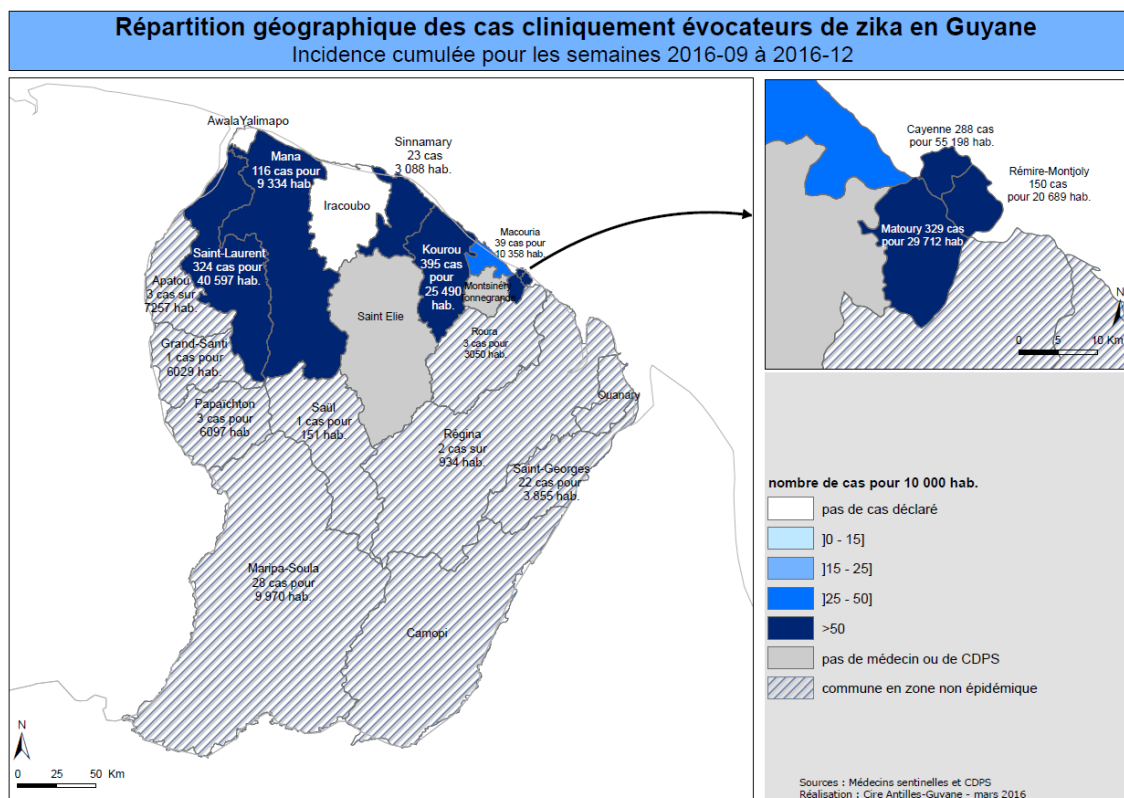 Répartition géographique des cas cliniquement évocateurs de zika en Guyane
Incidence cumulée pour les semaines 2016-09 à 2016-12
AwalaYalimapo
Mana
116 cas pour
9 334 hab.
Sinnamary
23 cas
3 088 hab.
Iracoubo
Macouria
39 cas pour
10 358 hab.
Saint-Laurent
324 cas pour
40 597 hab.
Kourou
395 cas
pour
25 490
hab.
Apatou
3 cas sur
7257 hab.
Montsinéry
Tonnegrande
Saint Elie
Roura
3 cas pour
3050 hab.
Grand-Santi
1 cas pour
6029 hab.
Papaïchton
3 cas pour
6097 hab.
Saül
1 cas pour
151 hab.
Ouanary
Régina
2 cas sur
934 hab.
Saint-Georges
22 cas pour
3 855 hab.
Maripa-Soula
28 cas pour
9 970 hab.
Camopi
N
0 25 50 Km
Cayenne 288 cas
pour 55 198 hab.
Rémire-Montjoly
150 cas
pour 20 689 hab.
Matoury 329 cas
pour 29 712 hab
N
0 5 10 Km
nombre de cas pour 10 000 hab.
pas de cas déclaré
]0 - 15]
]15 - 25]
]25 - 50]
>50
pas de médecin ou de CDPS
commune en zone non épidémique
Sources : Médecins sentinelles et CDPS
Réalisation : Cire Antilles-Guyane - mars 2016